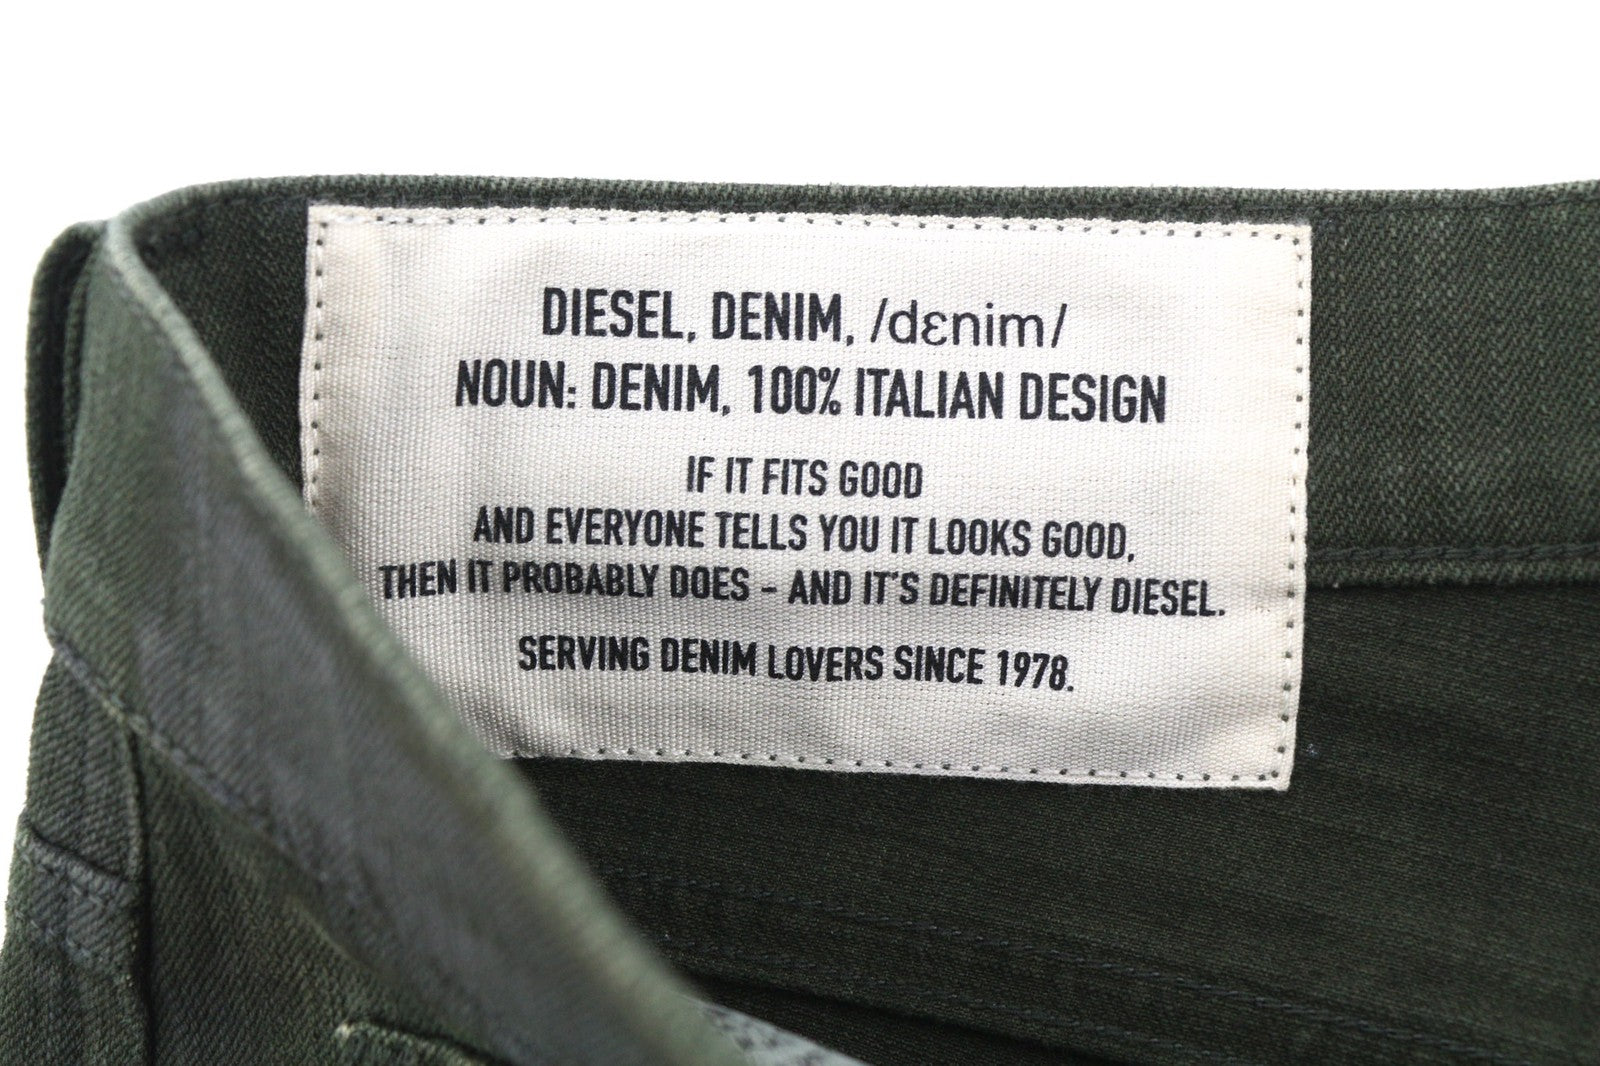 DIESEL, DENIM, /dɛnim/
NOUN: DENIM, 100% ITALIAN DESIGN
IF IT FITS GOOD
AND EVERYONE TELLS YOU IT LOOKS GOOD,
THEN IT PROBABLY DOES – AND IT'S DEFINITELY DIESEL.
SERVING DENIM LOVERS SINCE 1978.